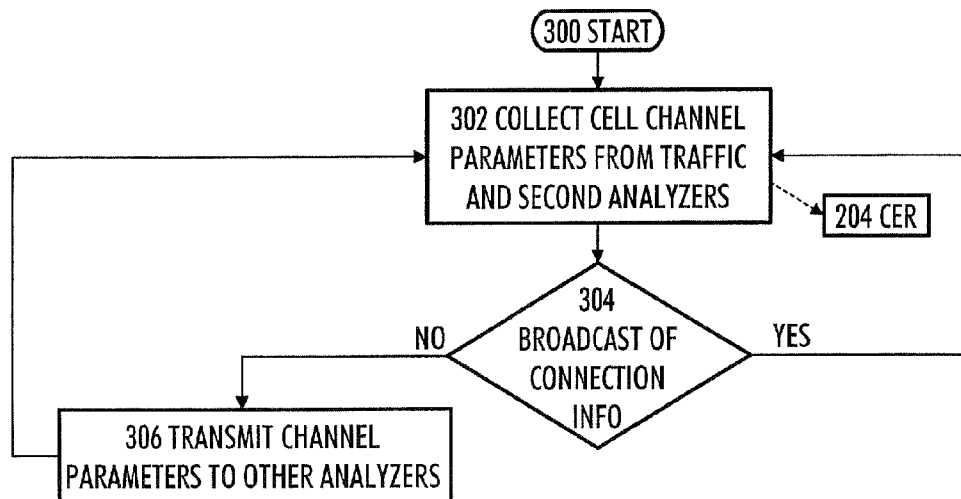 300 START
302 COLLECT CELL CHANNEL
PARAMETERS FROM TRAFFIC
AND SECOND ANALYZERS
204 CER
304
BROADCAST OF
CONNECTION
INFO
NO
YES
306 TRANSMIT CHANNEL
PARAMETERS TO OTHER ANALYZERS